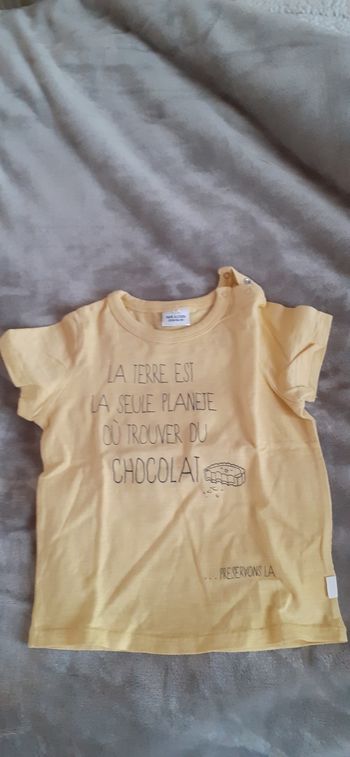 LA TERRE EST
LA SEULE PLANETE
OÙ TROUVER DU
CHOCOLAT
...PRESERVONS LA